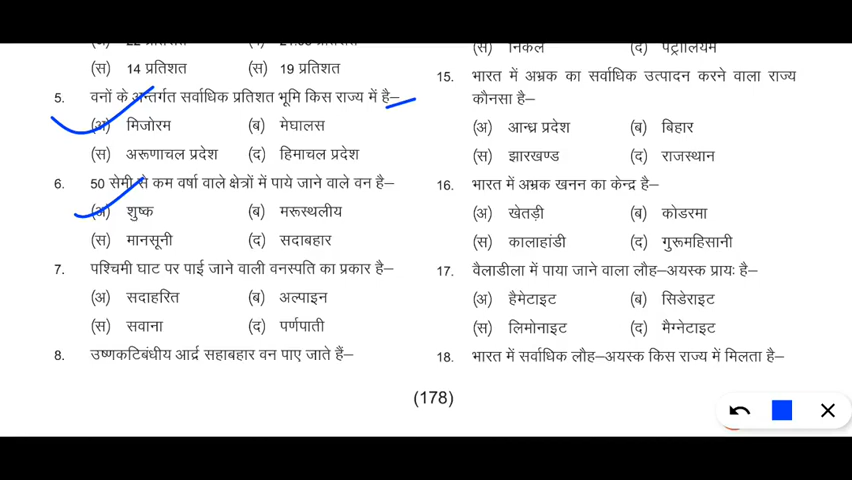 (स) 14 प्रतिशत (स) 19 प्रतिशत
5. वनों के अन्तर्गत सर्वाधिक प्रतिशत भूमि किस राज्य में है–
(अ) मिजोरम (ब) मेघालस
(स) अरूणाचल प्रदेश (द) हिमाचल प्रदेश
6. 50 सेमी से कम वर्षा वाले क्षेत्रों में पाये जाने वाले वन है–
(अ) शुष्क (ब) मरूस्थलीय
(स) मानसूनी (द) सदाबहार
7. पश्चिमी घाट पर पाई जाने वाली वनस्पति का प्रकार है–
(अ) सदाहरित (ब) अल्पाइन
(स) सवाना (द) पर्णपाती
8. उष्णकटिबंधीय आर्द्र सहाबहार वन पाए जाते हैं–
(स) निकल (द) पेट्रोलियम
15. भारत में अभ्रक का सर्वाधिक उत्पादन करने वाला राज्य
कौनसा है–
(अ) आन्ध्र प्रदेश (ब) बिहार
(स) झारखण्ड (द) राजस्थान
16. भारत में अभ्रक खनन का केन्द्र है–
(अ) खेतड़ी (ब) कोडरमा
(स) कालाहांडी (द) गुरूमहिसानी
17. वैलाडीला में पाया जाने वाला लौह–अयस्क प्रायः है–
(अ) हैमेटाइट (ब) सिडेराइट
(स) लिमोनाइट (द) मैग्नेटाइट
18. भारत में सर्वाधिक लौह–अयस्क किस राज्य में मिलता है–
(178)